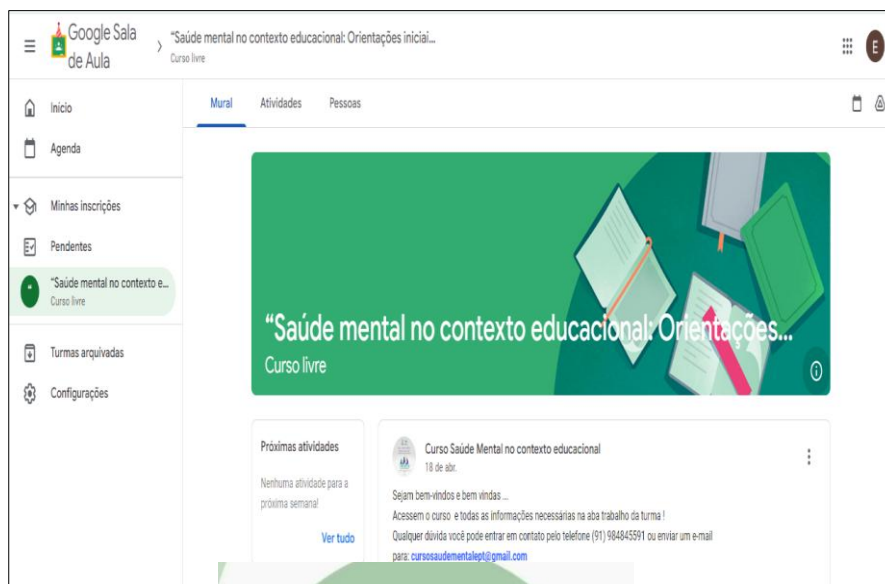 Google Sala
de Aula
“Saúde mental no contexto educacional: Orientações iniciai...
Curso livre
E
Início
Agenda
Minhas inscrições
Pendentes
“Saúde mental no contexto e...
Curso livre
Turmas arquivadas
Configurações
Mural Atividades Pessoas
“Saúde mental no contexto educacional: Orientações...
Curso livre
Próximas atividades
Nenhuma atividade para a
próxima semana!
Ver tudo
Curso Saúde Mental no contexto educacional
18 de abr.
Sejam bem-vindos e bem vindas ...
Acessem o curso e todas as informações necessárias na aba trabalho da turma !
Qualquer dúvida você pode entrar em contato pelo telefone (91) 984845591 ou enviar um e-mail
para: cursosaudementalept@gmail.com